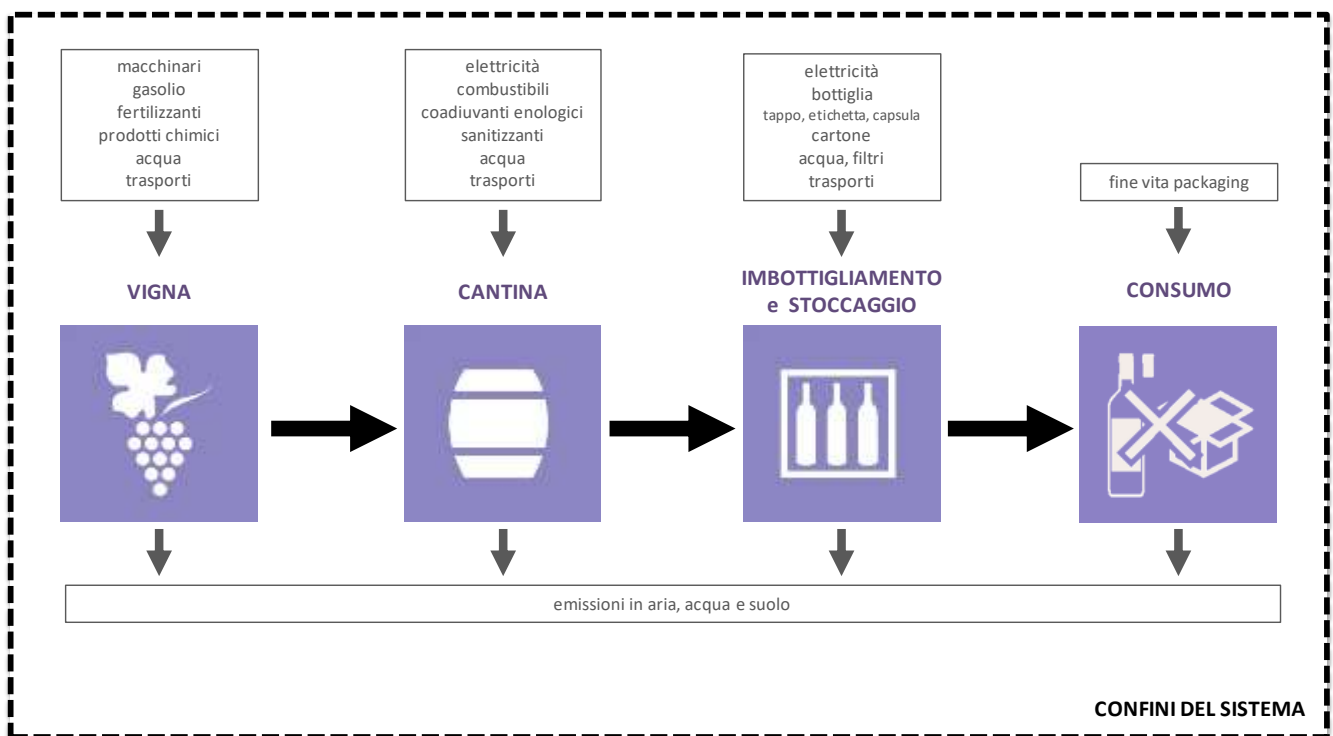 macchinari
gasolio
fertilizzanti
prodotti chimici
acqua
trasporti
elettricità
combustibili
coadiuvanti enologici
sanitizzanti
acqua
trasporti
elettricità
bottiglia
tappo, etichetta, capsula
cartone
acqua, filtri
trasporti
fine vita packaging
VIGNA
CANTINA
IMBOTTIGLIAMENTO
e STOCCAGGIO
CONSUMO
emissioni in aria, acqua e suolo
CONFINI DEL SISTEMA